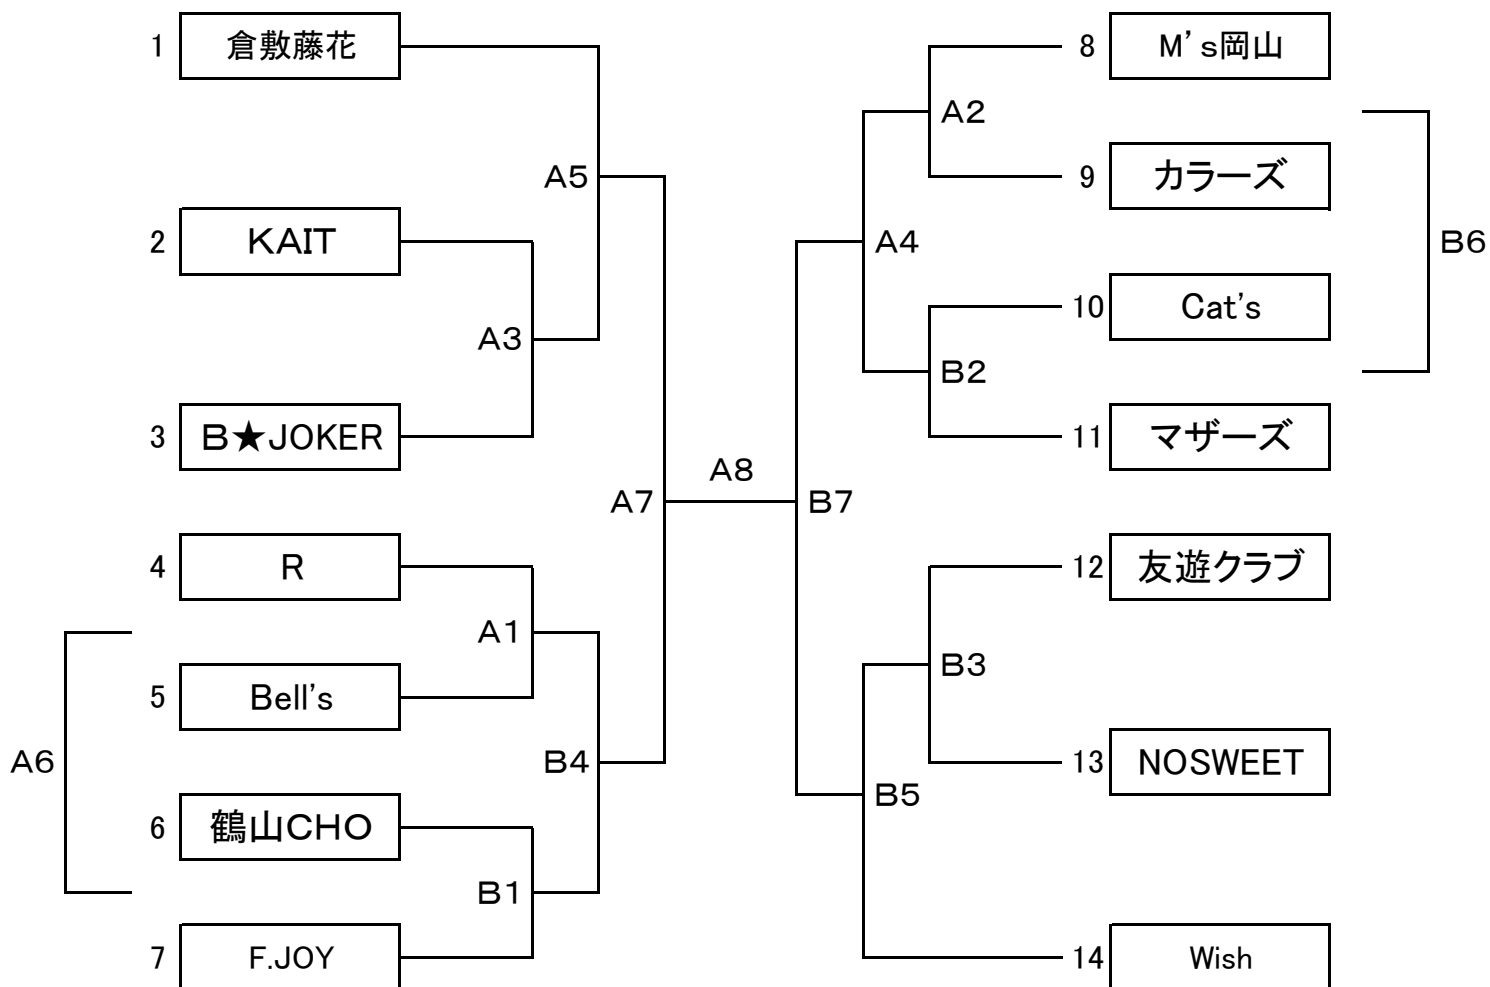 1 倉敷藤花
A5
2 KAIT
A3
3 B★JOKER
A7
4 R
A1
5 Bell's
A6
B4
6 鶴山CHO
B1
7 F.JOY
A8
8 M's岡山
A2
9 カラーズ
A4
B6
10 Cat's
B2
11 マザーズ
B7
12 友遊クラブ
B3
13 NOSWEET
B5
14 Wish